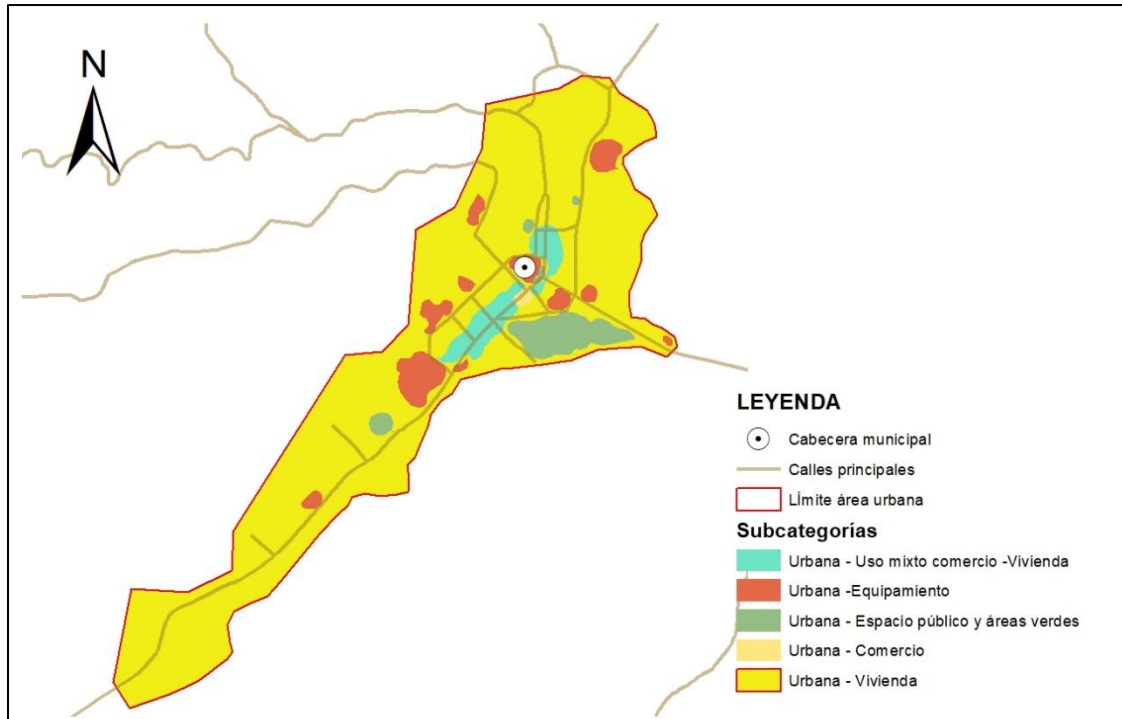 N
LEYENDA
Cabecera municipal
Calles principales
LÍmite área urbana
Subcategorías
Urbana - Uso mixto comercio -Vivienda
Urbana -Equipamiento
Urbana - Espacio público y áreas verdes
Urbana - Comercio
Urbana - Vivienda